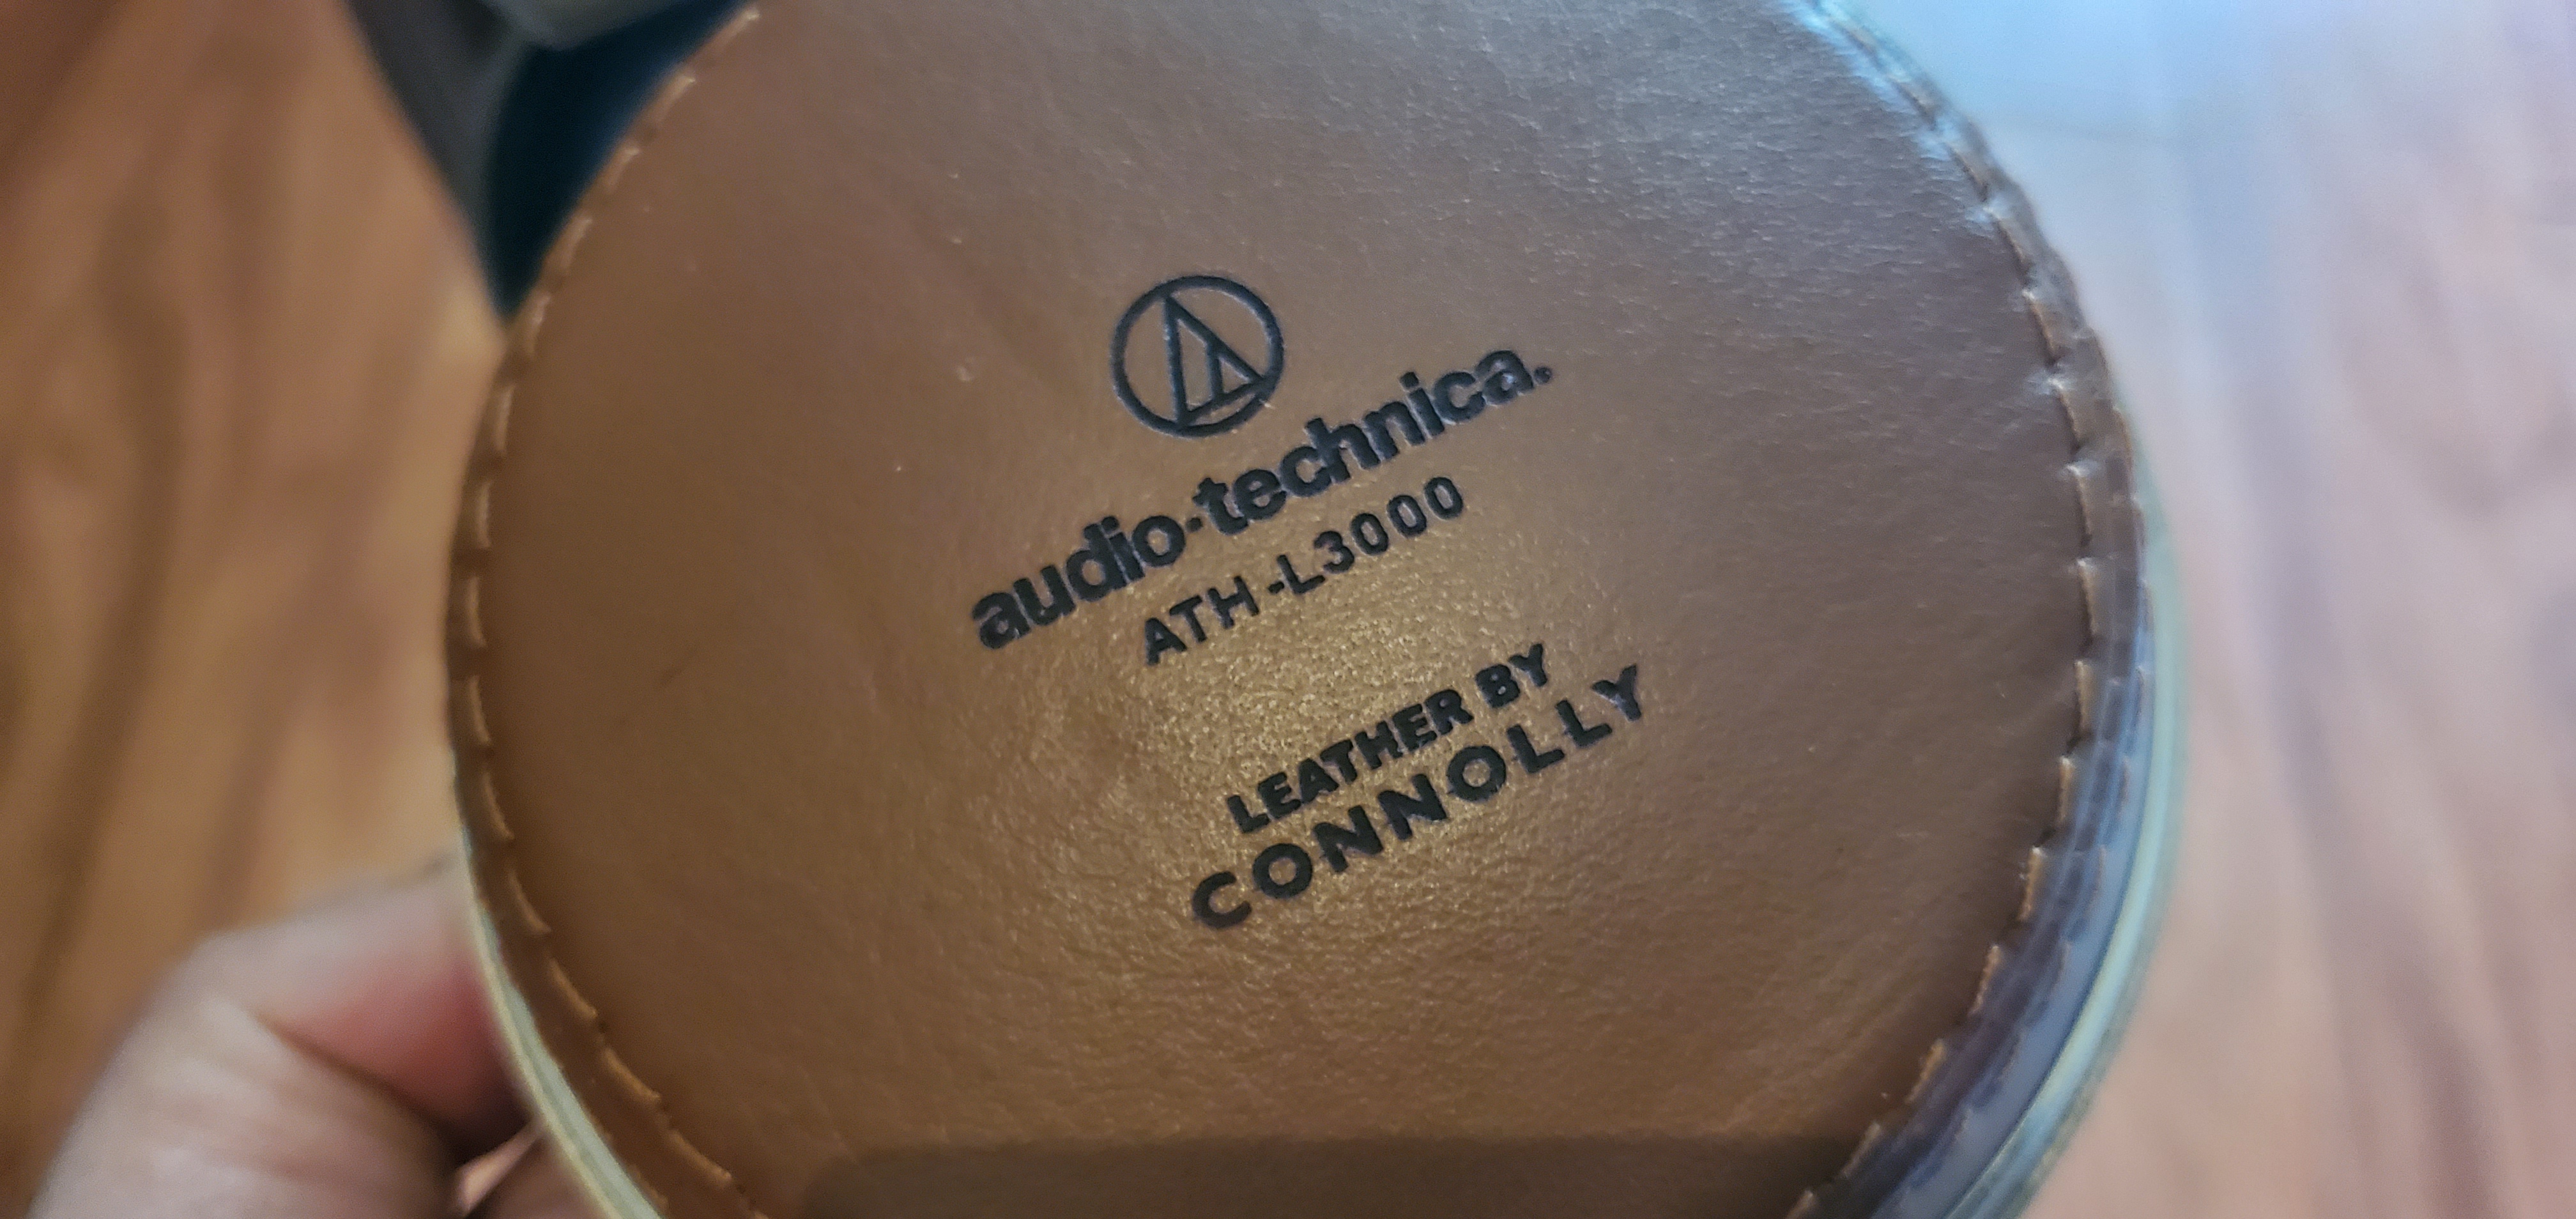 audio-technica.
ATH-L3000
LEATHER BY
CONNOLLY